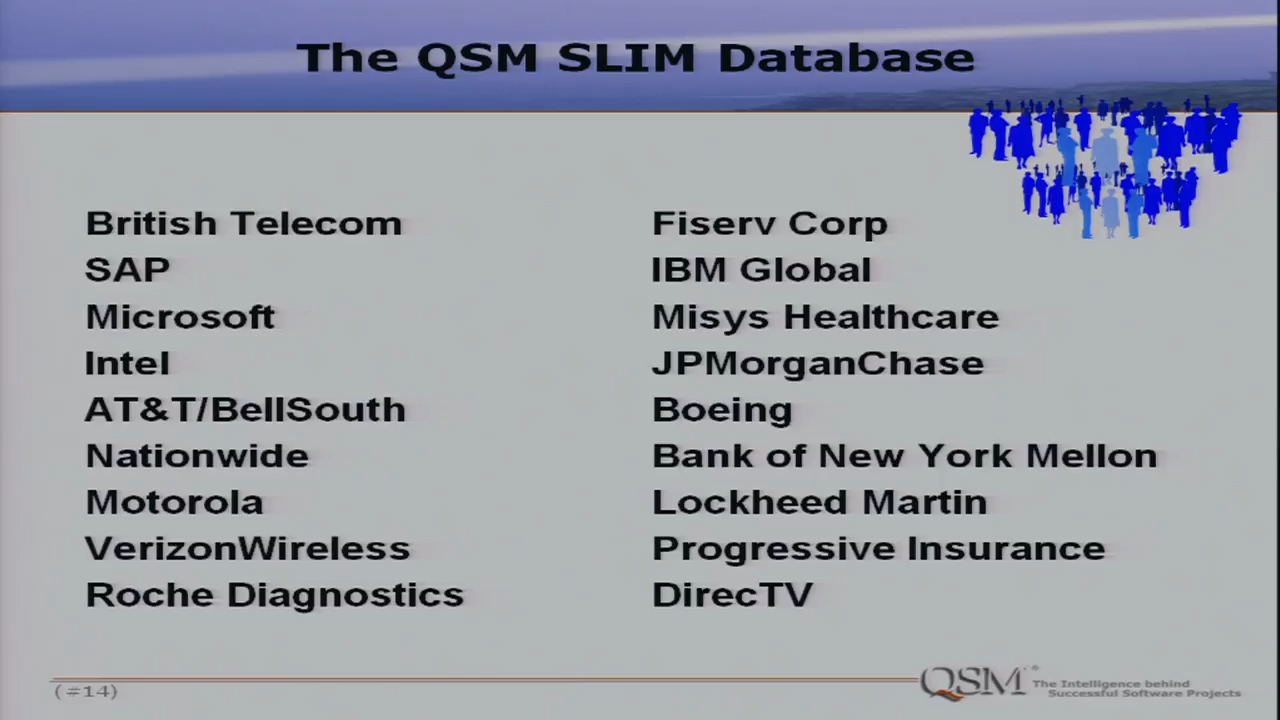 The QSM SLIM Database
British Telecom
SAP
Microsoft
Intel
AT&T/BellSouth
Nationwide
Motorola
VerizonWireless
Roche Diagnostics
Fiserv Corp
IBM Global
Misys Healthcare
JPMorganChase
Boeing
Bank of New York Mellon
Lockheed Martin
Progressive Insurance
DirecTV
(#14)
QSM®
The Intelligence behind
Successful Software Projects